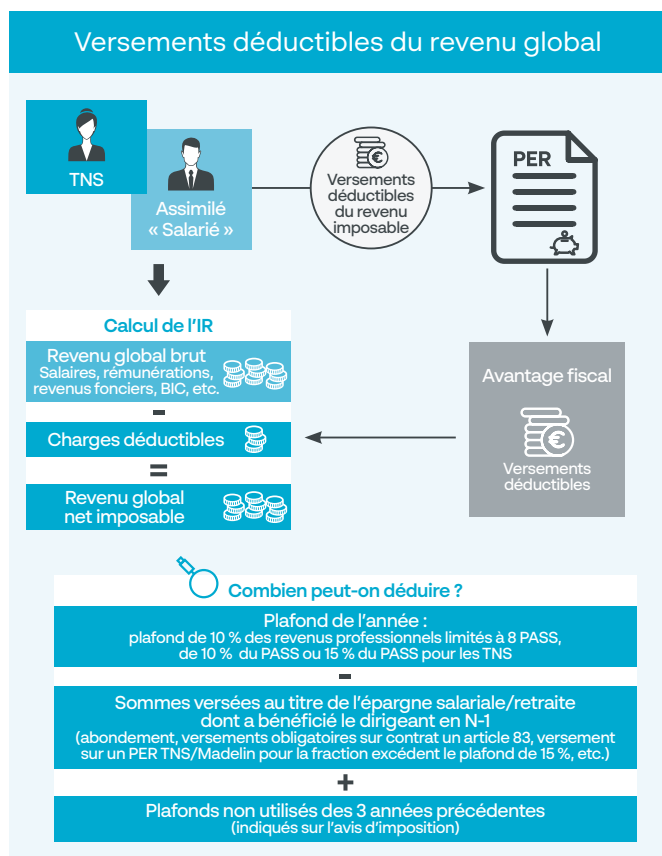 Versements déductibles du revenu global
TNS
Assimilé
« Salarié »
Versements
déductibles
du revenu
imposable
PER
Avantage fiscal
Versements
déductibles
Calcul de l'IR
Revenu global brut
Salaires, rémunérations,
revenus fonciers, BIC, etc.
-
Charges déductibles
=
Revenu global
net imposable
Combien peut-on déduire ?
Plafond de l'année :
plafond de 10 % des revenus professionnels limités à 8 PASS,
de 10 % du PASS ou 15 % du PASS pour les TNS
-
Sommes versées au titre de l'épargne salariale/retraite
dont a bénéficié le dirigeant en N-1
(abondement, versements obligatoires sur contrat un article 83, versement
sur un PER TNS/Madelin pour la fraction excédent le plafond de 15 %, etc.)
+
Plafonds non utilisés des 3 années précédentes
(indiqués sur l'avis d'imposition)